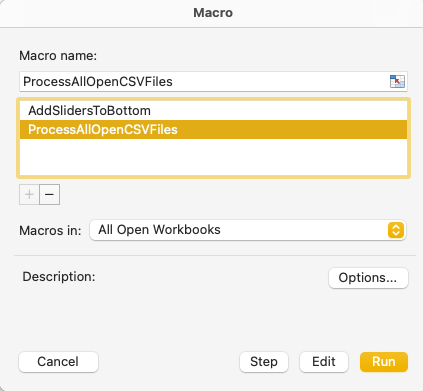 Macro
Macro name:
ProcessAllOpenCSVFiles
AddSlidersToBottom
ProcessAllOpenCSVFiles
+ −
Macros in: All Open Workbooks
Description: Options...
Cancel Step Edit Run